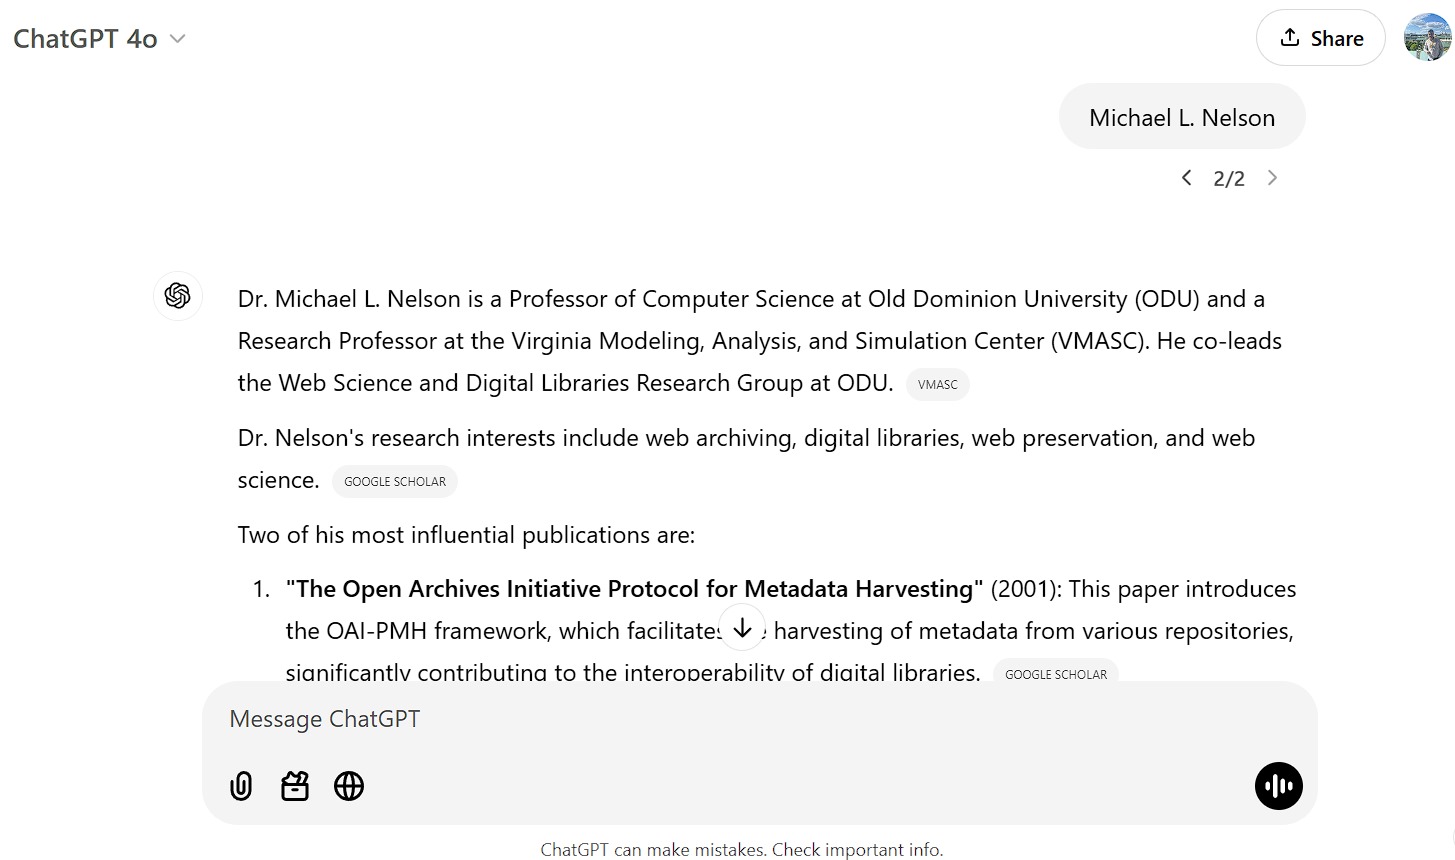 ChatGPT 4o
Share
Michael L. Nelson
2/2
Dr. Michael L. Nelson is a Professor of Computer Science at Old Dominion University (ODU) and a
Research Professor at the Virginia Modeling, Analysis, and Simulation Center (VMASC). He co-leads
the Web Science and Digital Libraries Research Group at ODU. VMASC
Dr. Nelson's research interests include web archiving, digital libraries, web preservation, and web
science. GOOGLE SCHOLAR
Two of his most influential publications are:
1. "The Open Archives Initiative Protocol for Metadata Harvesting" (2001): This paper introduces
the OAI-PMH framework, which facilitates harvesting of metadata from various repositories,
significantly contributing to the interoperability of digital libraries. GOOGLE SCHOLAR
Message ChatGPT
ChatGPT can make mistakes. Check important info.